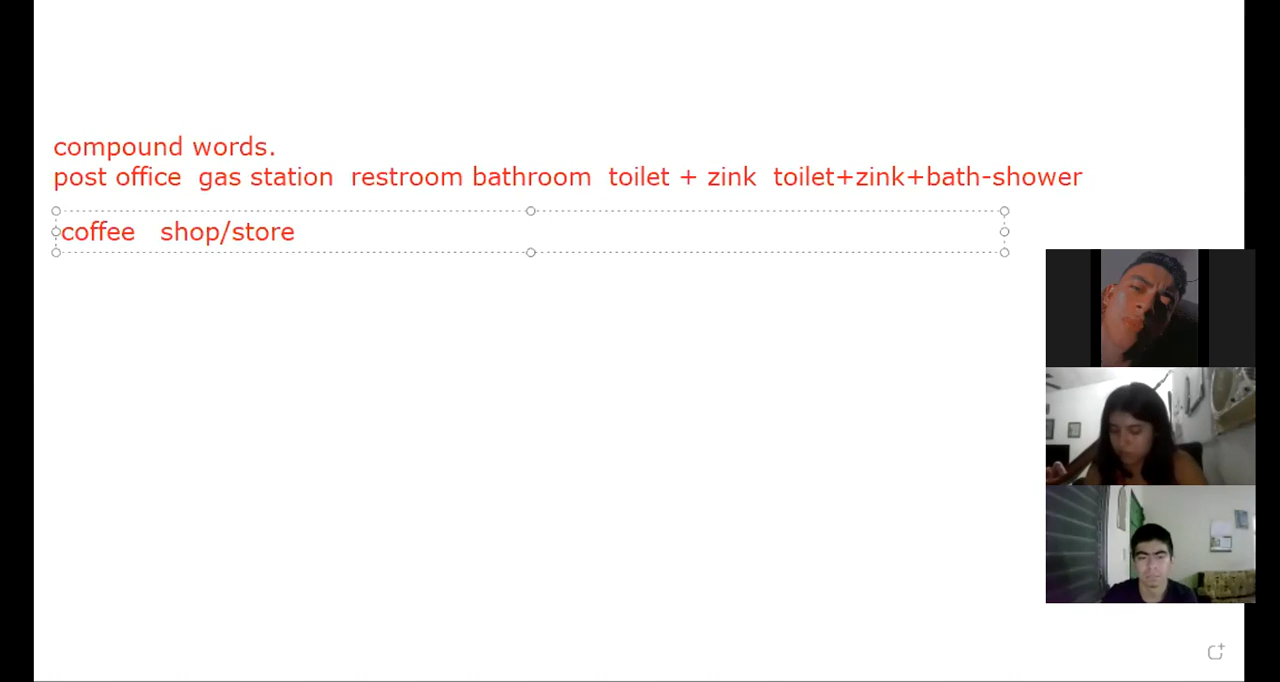 compound words.
post office gas station restroom bathroom toilet + zink toilet+zink+bath-shower
coffee shop/store